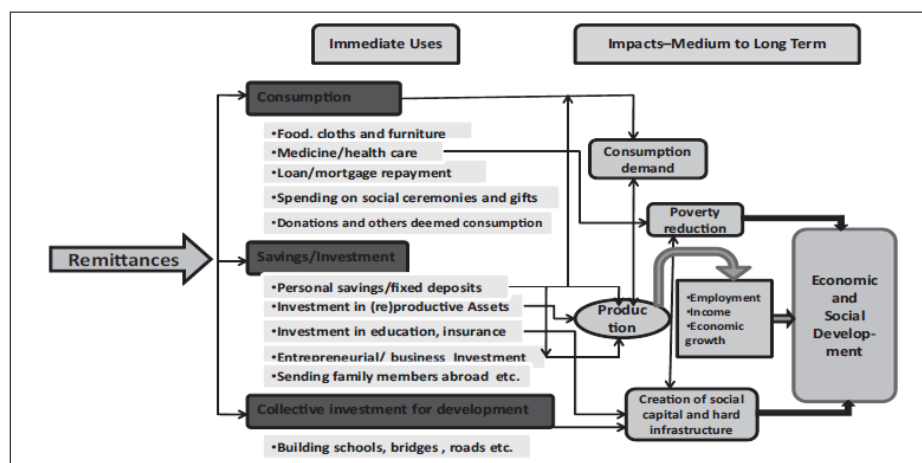 Immediate Uses
Impacts–Medium to Long Term
Remittances
Consumption
•Food. cloths and furniture
•Medicine/health care
•Loan/mortgage repayment
•Spending on social ceremonies and gifts
•Donations and others deemed consumption
Savings/Investment
•Personal savings/fixed deposits
•Investment in (re)productive Assets
•Investment in education, insurance
•Entrepreneurial/ business Investment
•Sending family members abroad etc.
Collective investment for development
•Building schools, bridges , roads etc.
Consumption
demand
Poverty
reduction
Produc
tion
•Employment
•Income
•Economic
growth
Creation of social
capital and hard
infrastructure
Economic
and
Social
Develop-
ment